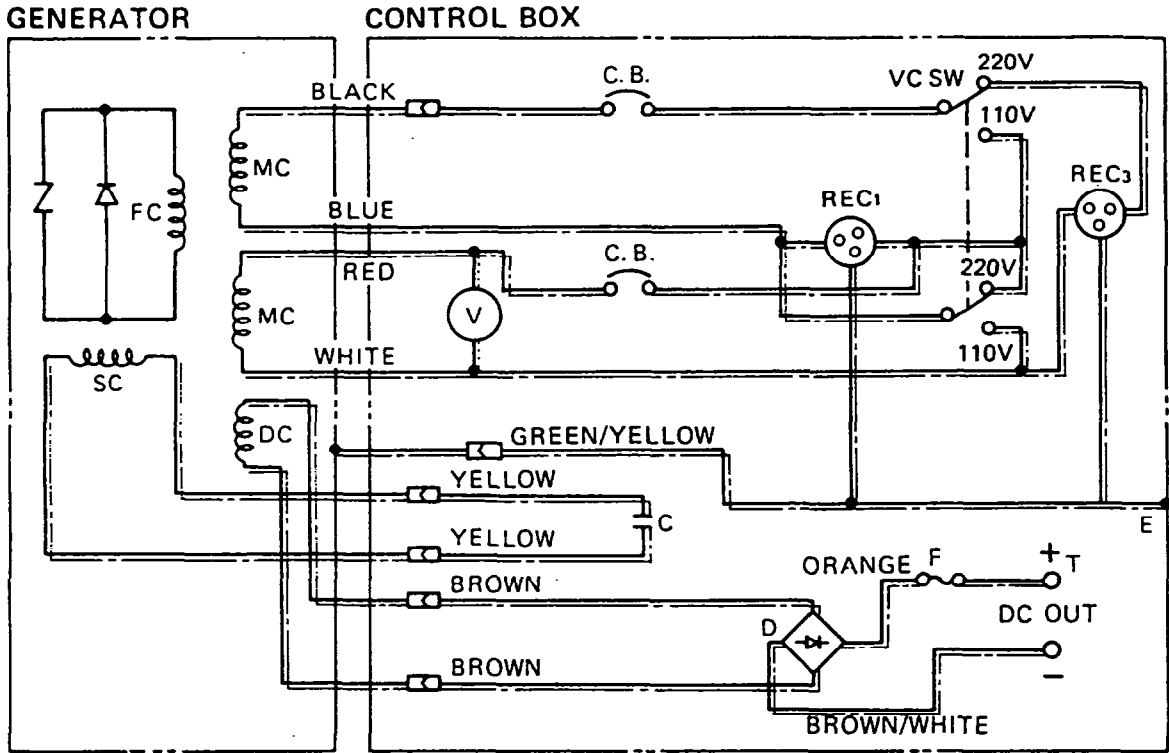 GENERATOR
CONTROL BOX
C. B.
VC SW
220V
BLACK
110V
MC
FC
REC3
REC1
BLUE
C. B.
RED
220V
V
MC
WHITE
110V
SC
DC
GREEN/YELLOW
YELLOW
C
E
YELLOW
ORANGE
F
+
T
BROWN
D
DC OUT
BROWN
−
BROWN/WHITE